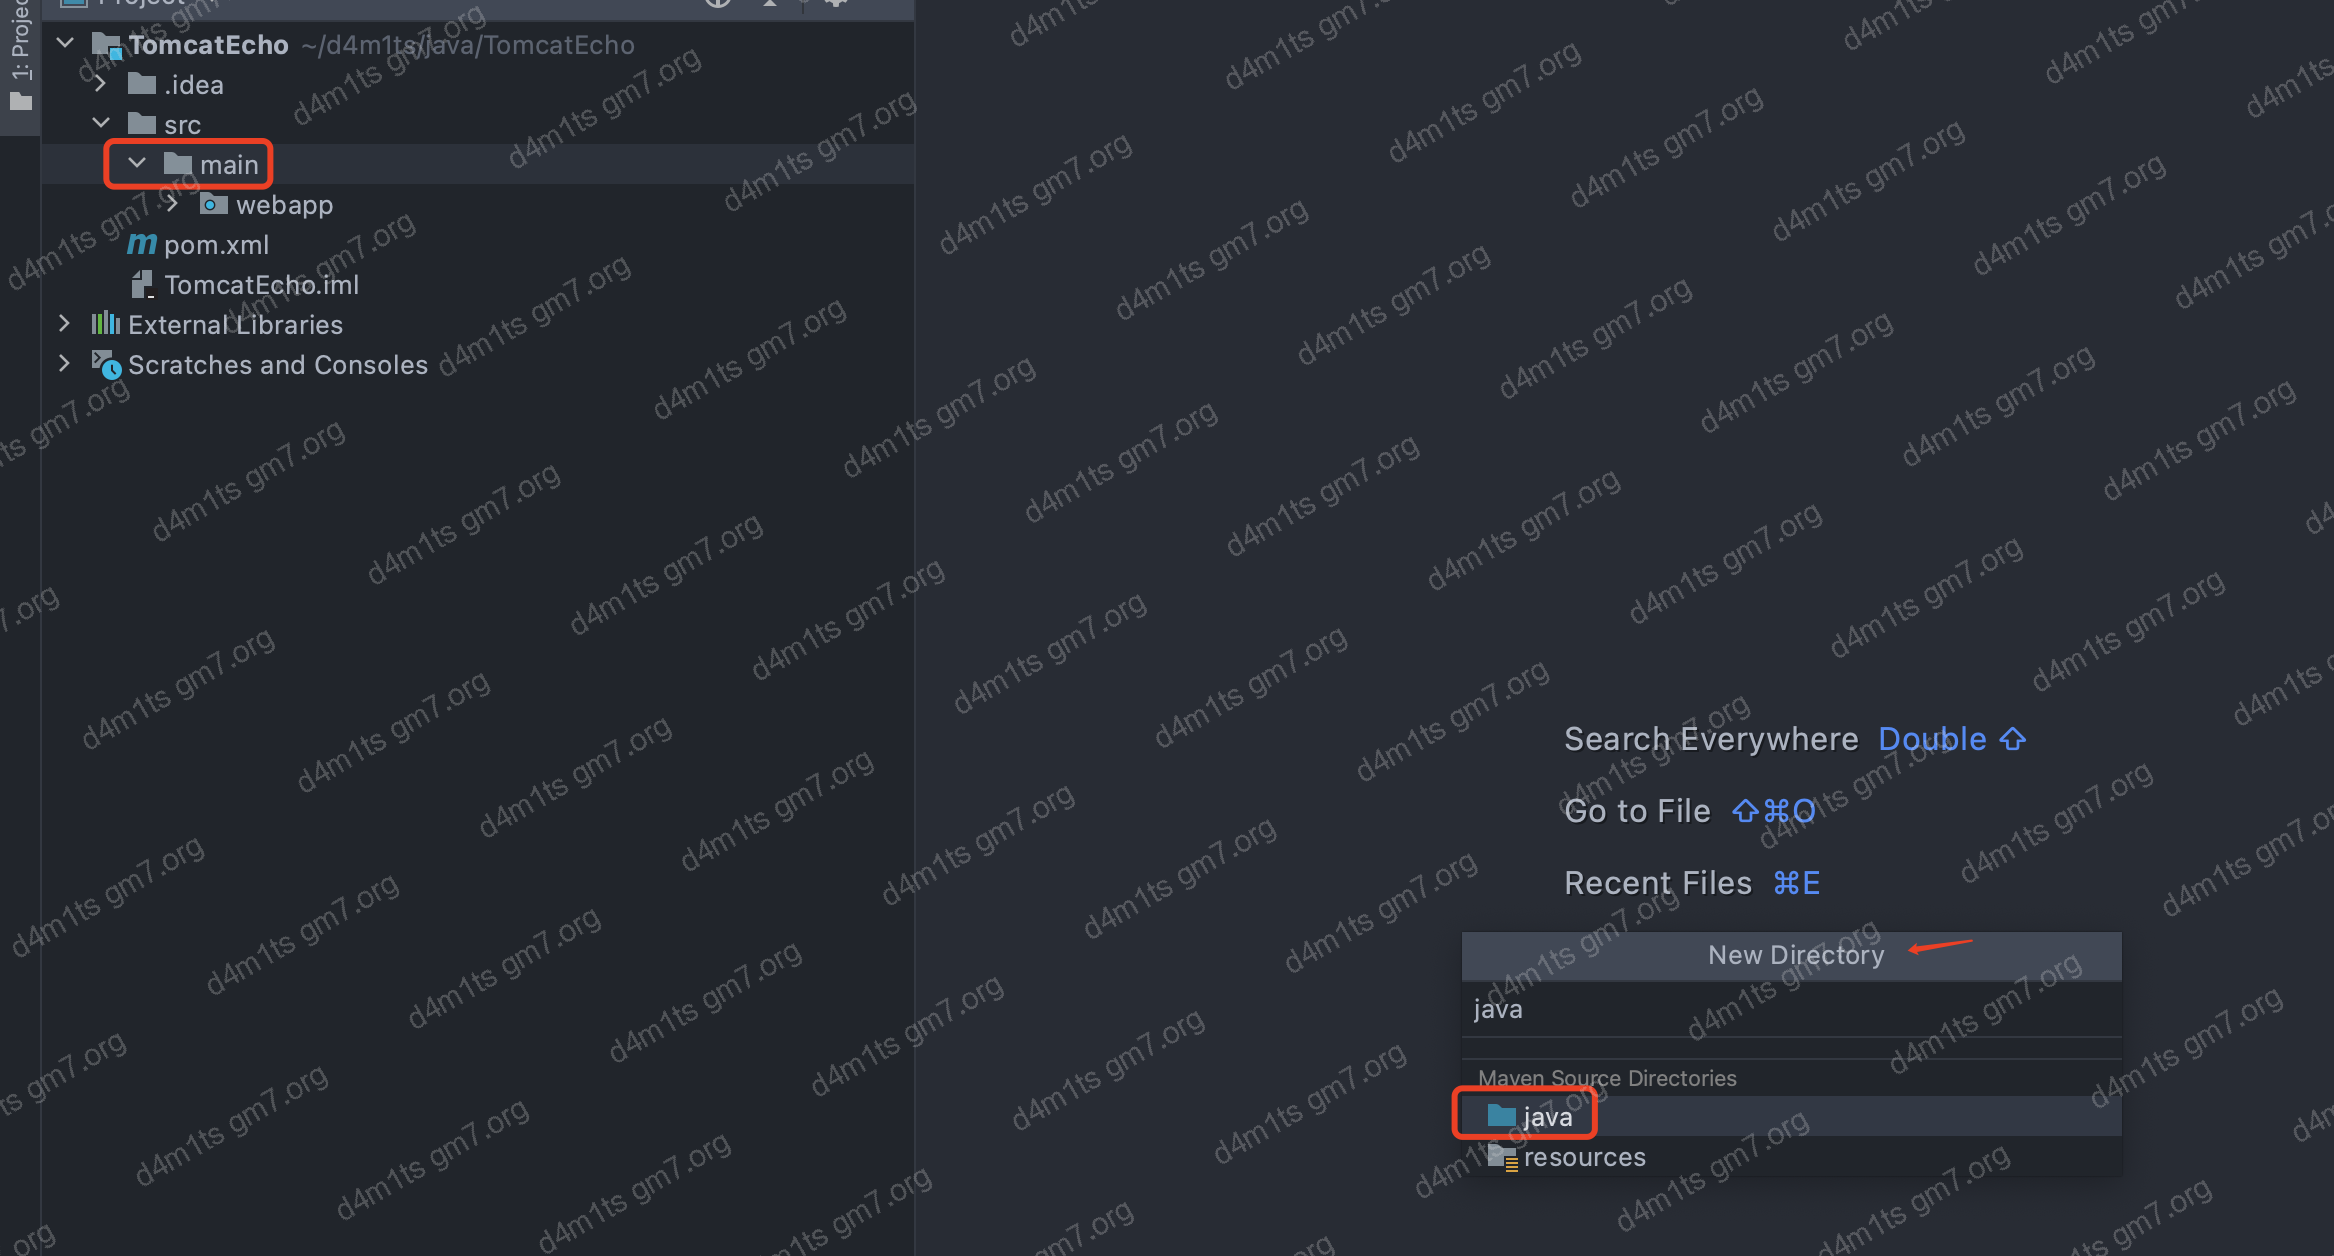 Project
1: Project
TomcatEcho ~/d4m1ts/java/TomcatEcho
.idea
src
main
webapp
pom.xml
TomcatEcho.iml
External Libraries
Scratches and Consoles
Search Everywhere Double ⇧
Go to File ⇧⌘O
Recent Files ⌘E
New Directory
java
Maven Source Directories
java
resources
d4m1ts gm7.org